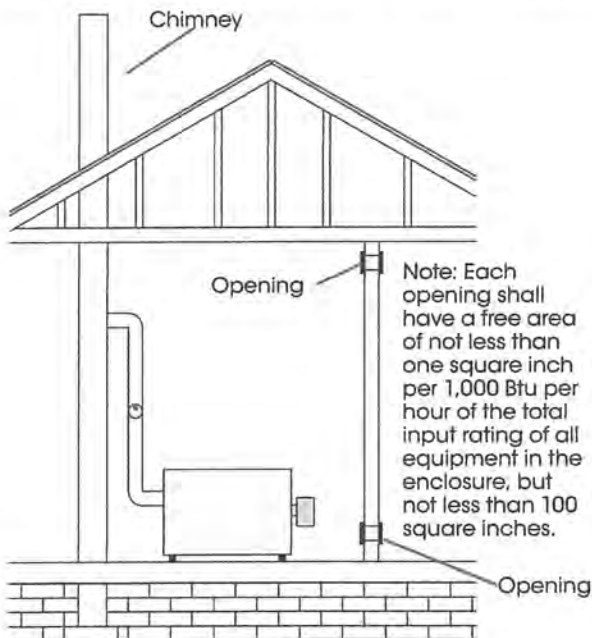 Chimney
Opening
Note: Each
opening shall
have a free area
of not less than
one square inch
per 1,000 Btu per
hour of the total
input rating of all
equipment in the
enclosure, but
not less than 100
square inches.
Opening